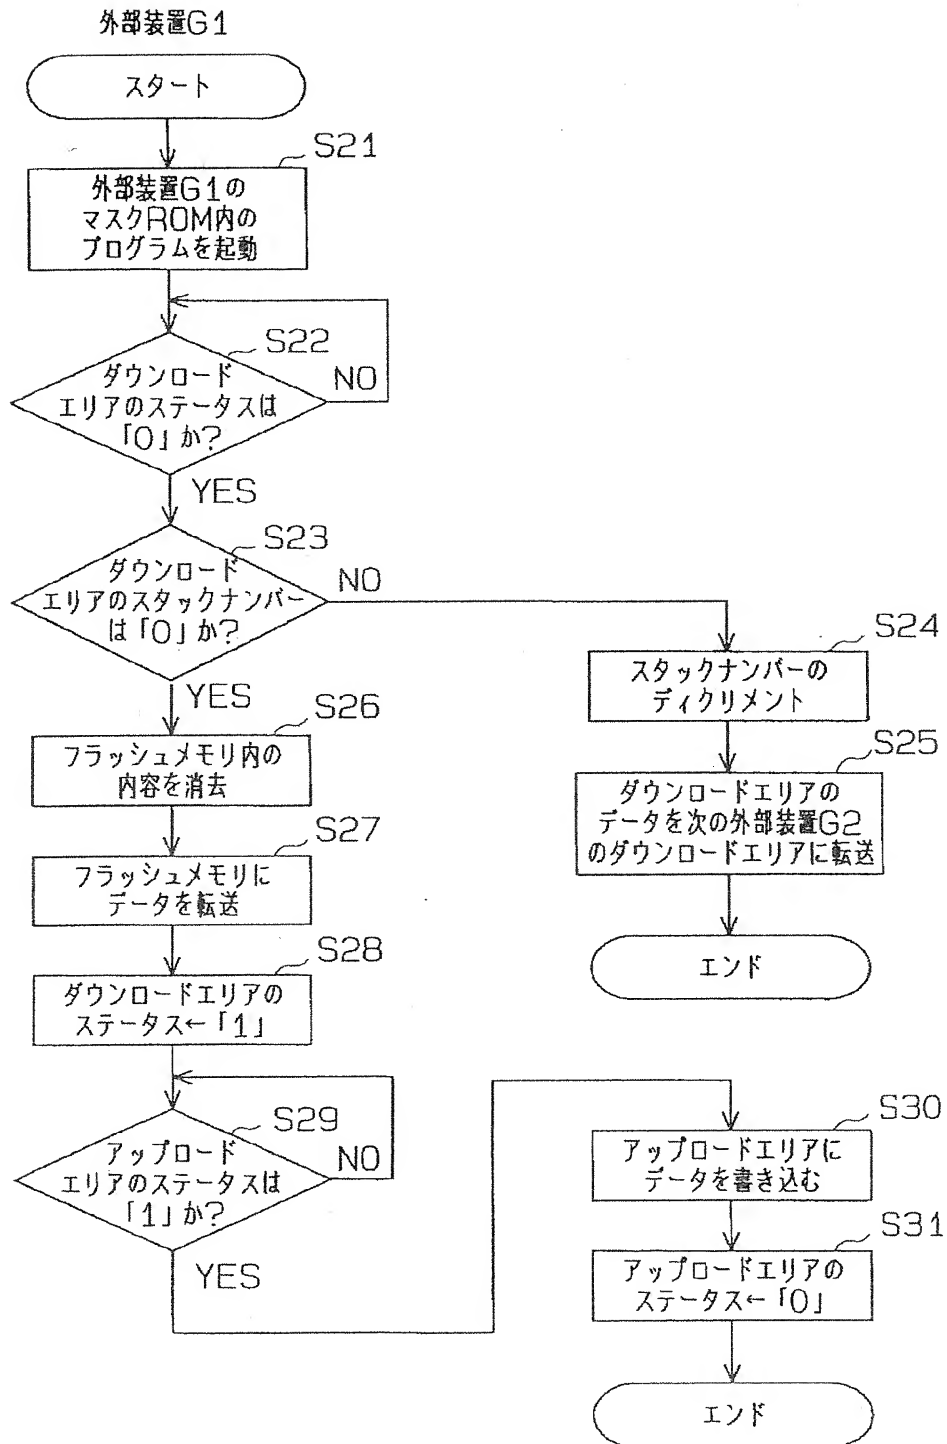 外部装置G1
スタート
S21
外部装置G1の
マスクROM内の
プログラムを起動
S22
ダウンロード
エリアのステータスは
「0」か?
NO
YES
S23
ダウンロード
エリアのスタックナンバー
は「0」か?
NO
YES
S24
スタックナンバーの
ディクリメント
S25
ダウンロードエリアの
データを次の外部装置G2
のダウンロードエリアに転送
エンド
S26
フラッシュメモリ内の
内容を消去
S27
フラッシュメモリに
データを転送
S28
ダウンロードエリアの
ステータス←「1」
S29
アップロード
エリアのステータスは
「1」か?
NO
YES
S30
アップロードエリアに
データを書き込む
S31
アップロードエリアの
ステータス←「0」
エンド